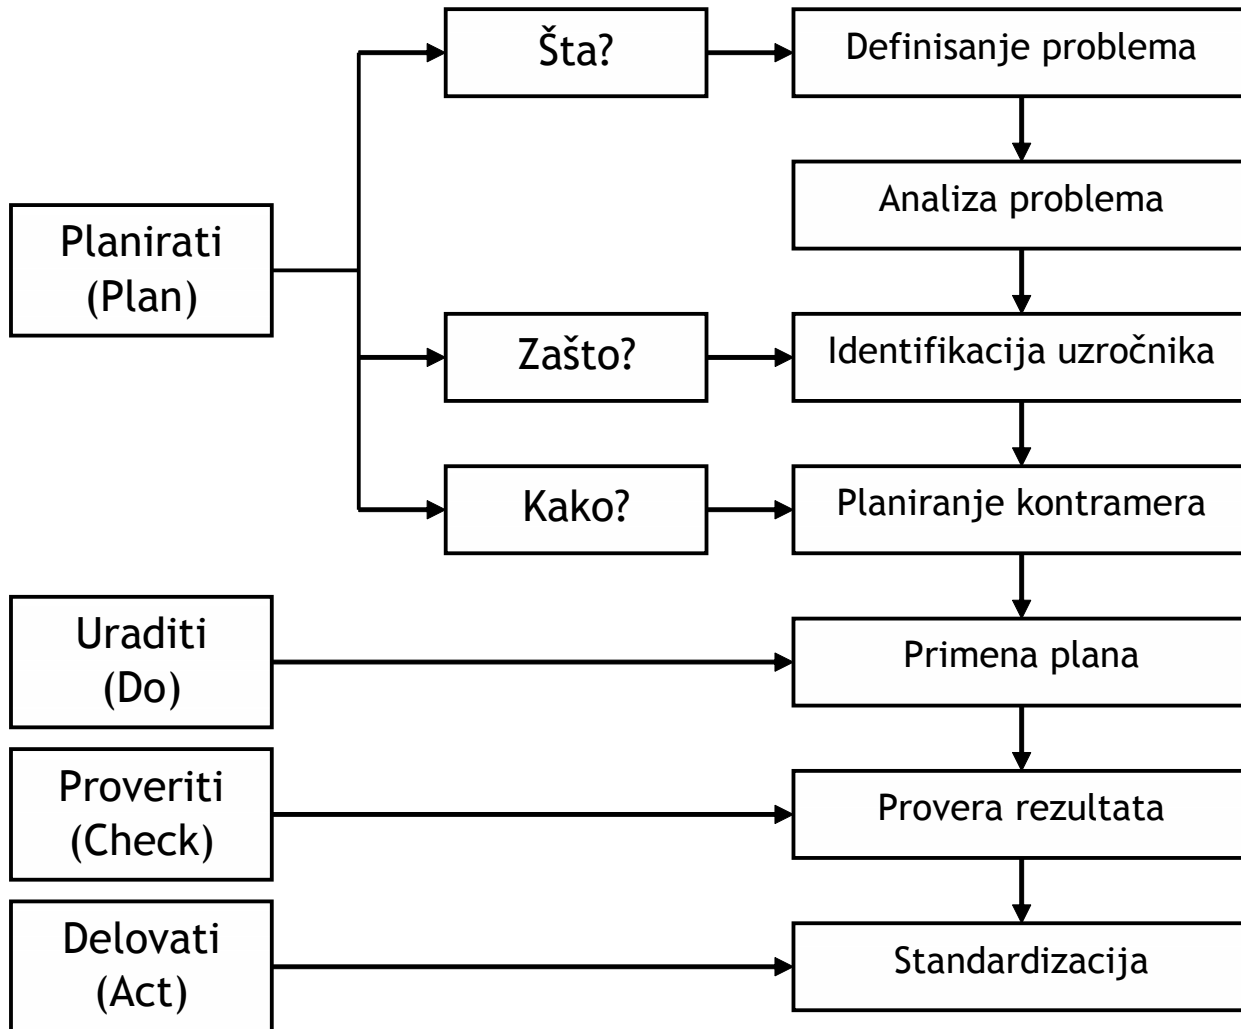 Šta?
Definisanje problema
Analiza problema
Planirati
(Plan)
Zašto?
Identifikacija uzročnika
Kako?
Planiranje kontramera
Uraditi
(Do)
Primena plana
Proveriti
(Check)
Provera rezultata
Delovati
(Act)
Standardizacija